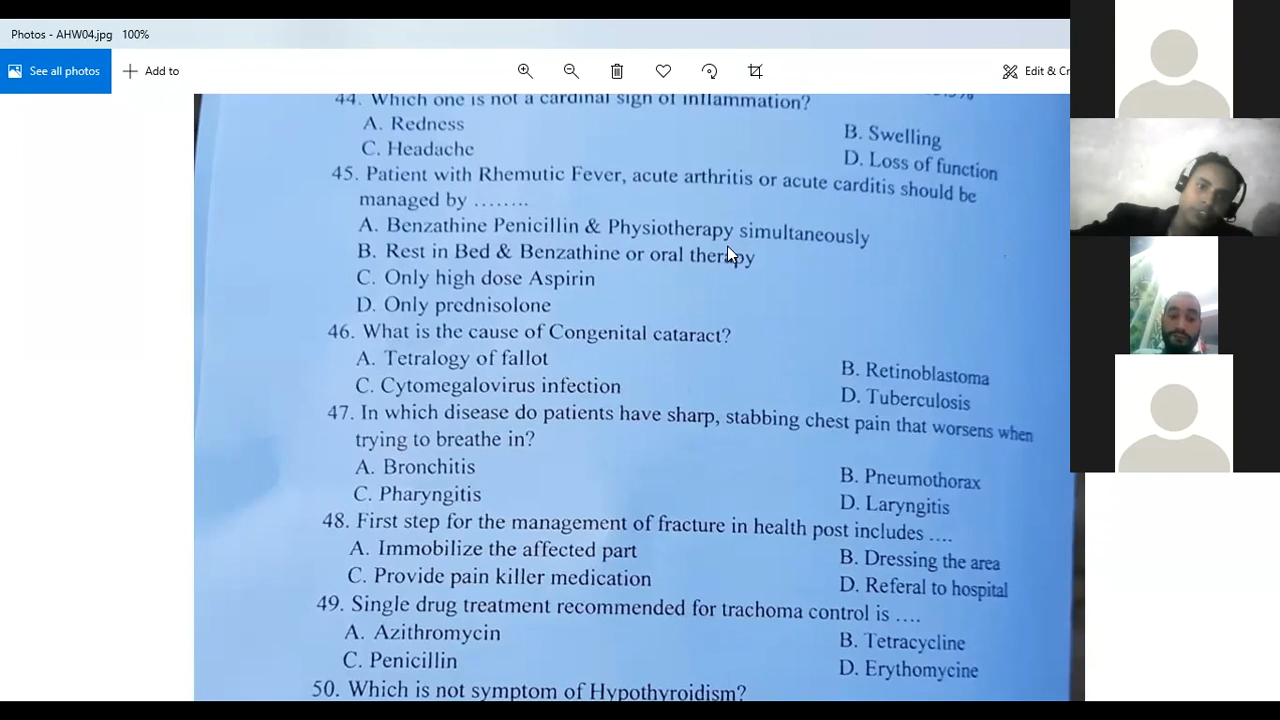 Photos - AHW04.jpg 100%
See all photos
Add to
Edit & Cr
44. Which one is not a cardinal sign of inflammation?
A. Redness B. Swelling
C. Headache D. Loss of function
45. Patient with Rhemutic Fever, acute arthritis or acute carditis should be
managed by ........
A. Benzathine Penicillin & Physiotherapy simultaneously
B. Rest in Bed & Benzathine or oral therapy
C. Only high dose Aspirin
D. Only prednisolone
46. What is the cause of Congenital cataract?
A. Tetralogy of fallot B. Retinoblastoma
C. Cytomegalovirus infection D. Tuberculosis
47. In which disease do patients have sharp, stabbing chest pain that worsens when
trying to breathe in?
A. Bronchitis B. Pneumothorax
C. Pharyngitis D. Laryngitis
48. First step for the management of fracture in health post includes ....
A. Immobilize the affected part B. Dressing the area
C. Provide pain killer medication D. Referal to hospital
49. Single drug treatment recommended for trachoma control is ....
A. Azithromycin B. Tetracycline
C. Penicillin D. Erythomycine
50. Which is not symptom of Hypothyroidism?